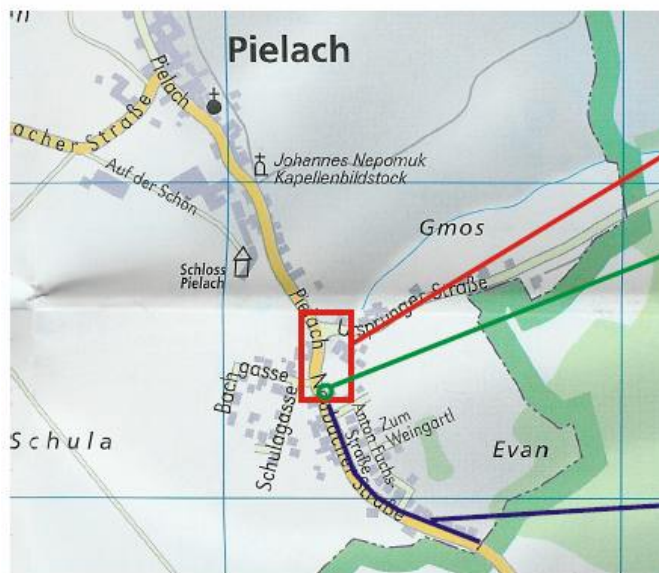 Pielach
Pielach
acher Straße
Auf der Schön
Johannes Nepomuk
Kapellenbildstock
Gmos
Schloss
Pielach
Pielach
Ursprunger Straße
Bachgasse
Schulagasse
Neubacher Straße
Anton Fuchs-
Straße
Zum
Weingartl
Schula
Evan